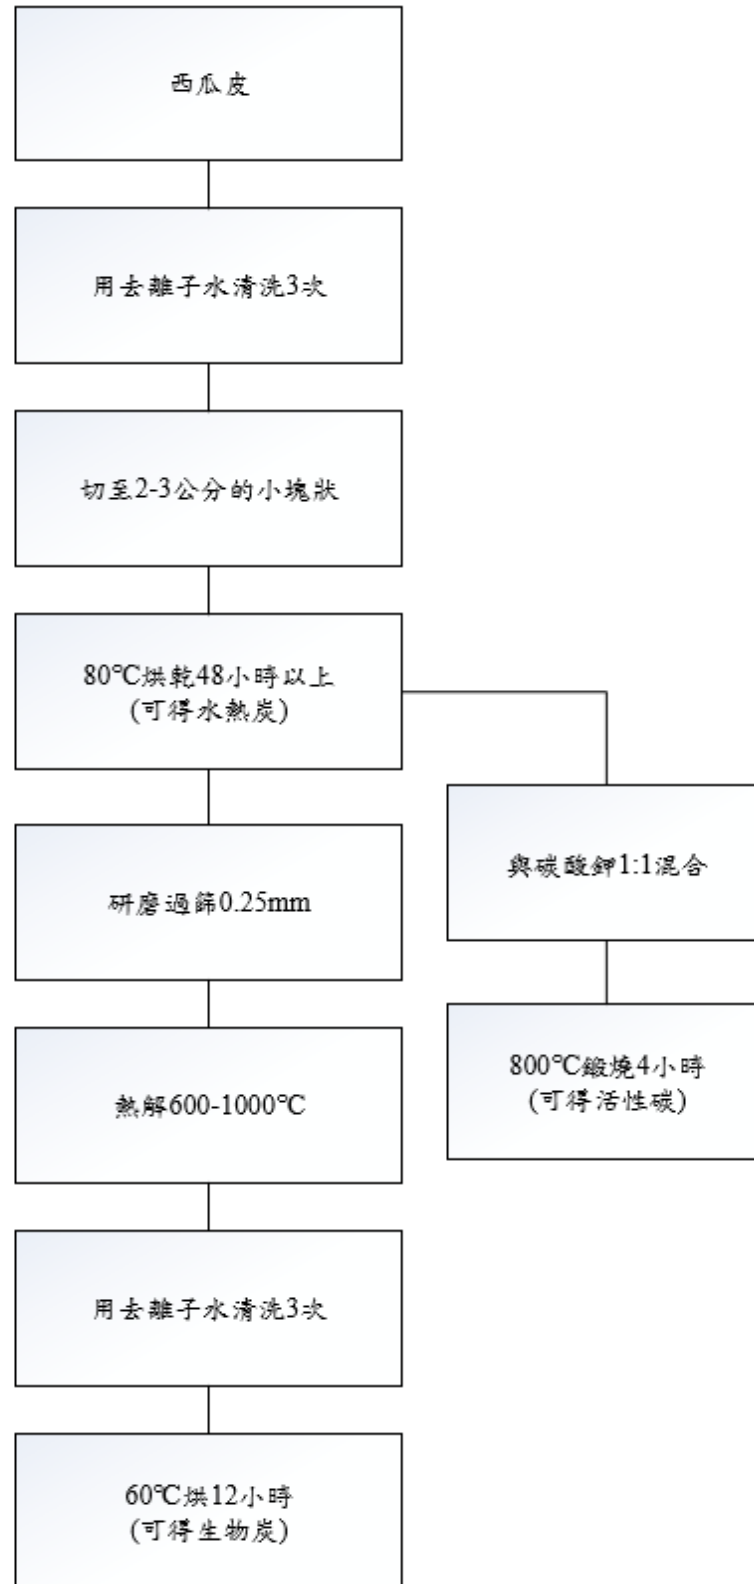 西瓜皮
用去離子水清洗3次
切至2-3公分的小塊狀
80℃烘乾48小時以上
(可得水熱炭)
研磨過篩0.25mm
熱解600-1000℃
用去離子水清洗3次
60℃烘12小時
(可得生物炭)
與碳酸鉀1:1混合
800℃鍛燒4小時
(可得活性碳)